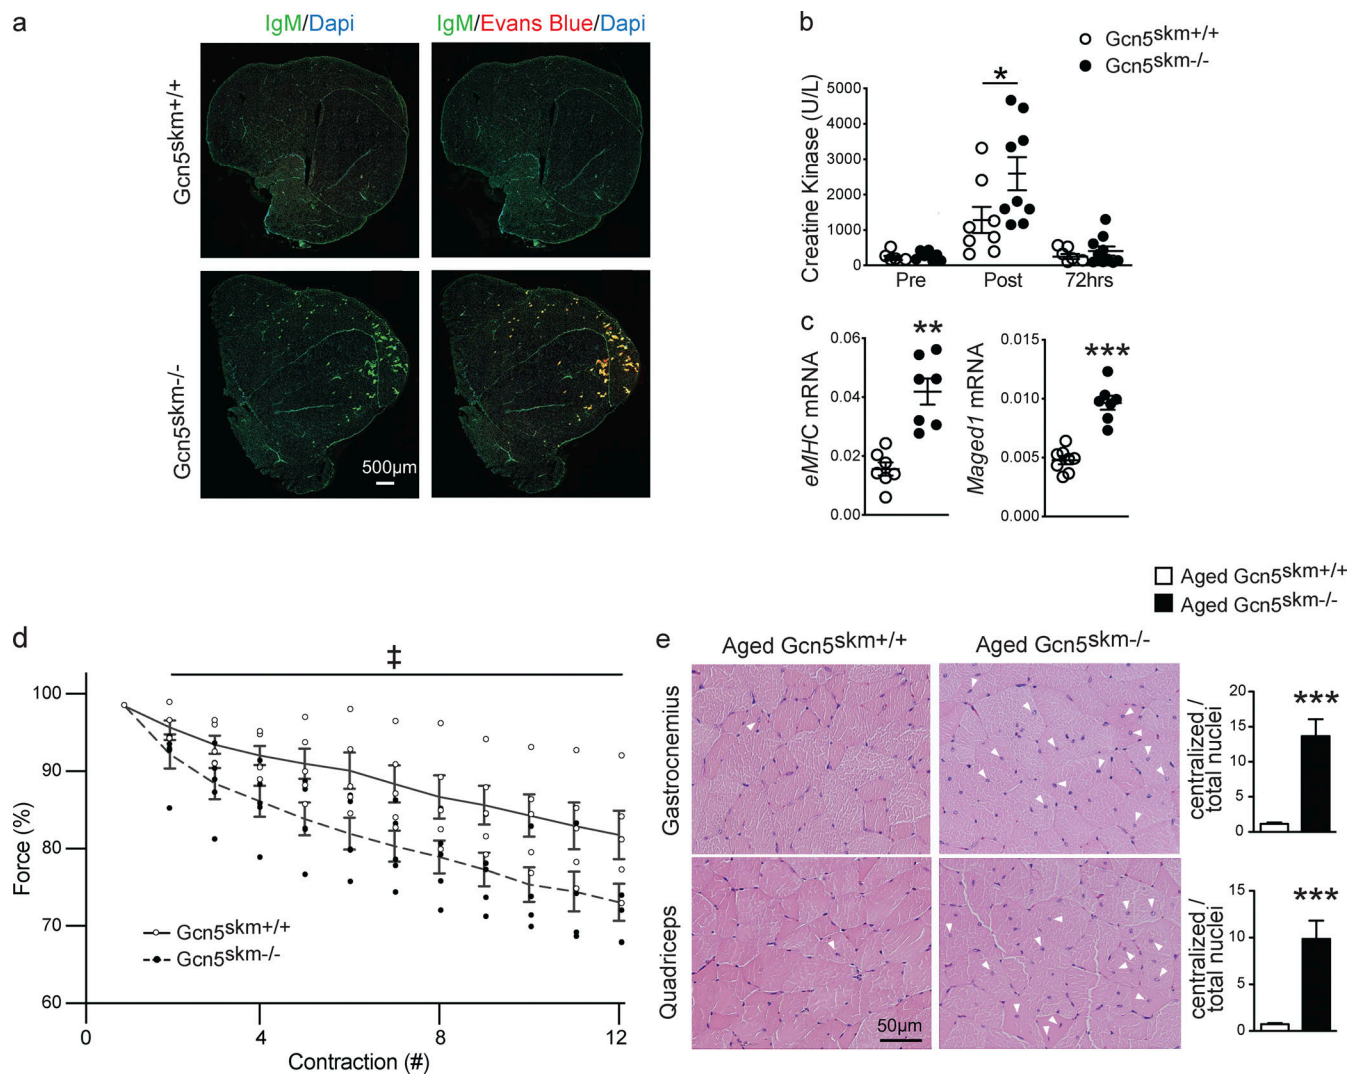 a
IgM/Dapi
IgM/Evans Blue/Dapi
Gcn5skm+/+
Gcn5skm-/-
500µm
b
Gcn5skm+/+
Gcn5skm-/-
Creatine Kinase (U/L)
5000
4000
3000
2000
1000
0
*
Pre
Post
72hrs
c
eMHC mRNA
0.06
0.04
0.02
0.00
**
Maged1 mRNA
0.015
0.010
0.005
0.000
***
Aged Gcn5skm+/+
Aged Gcn5skm-/-
d
Force (%)
100
90
80
70
60
‡
Gcn5skm+/+
Gcn5skm-/-
0
4
8
12
Contraction (#)
e
Aged Gcn5skm+/+
Aged Gcn5skm-/-
Gastrocnemius
centralized /
total nuclei
20
15
10
5
0
***
Quadriceps
50µm
centralized /
total nuclei
15
10
5
0
***